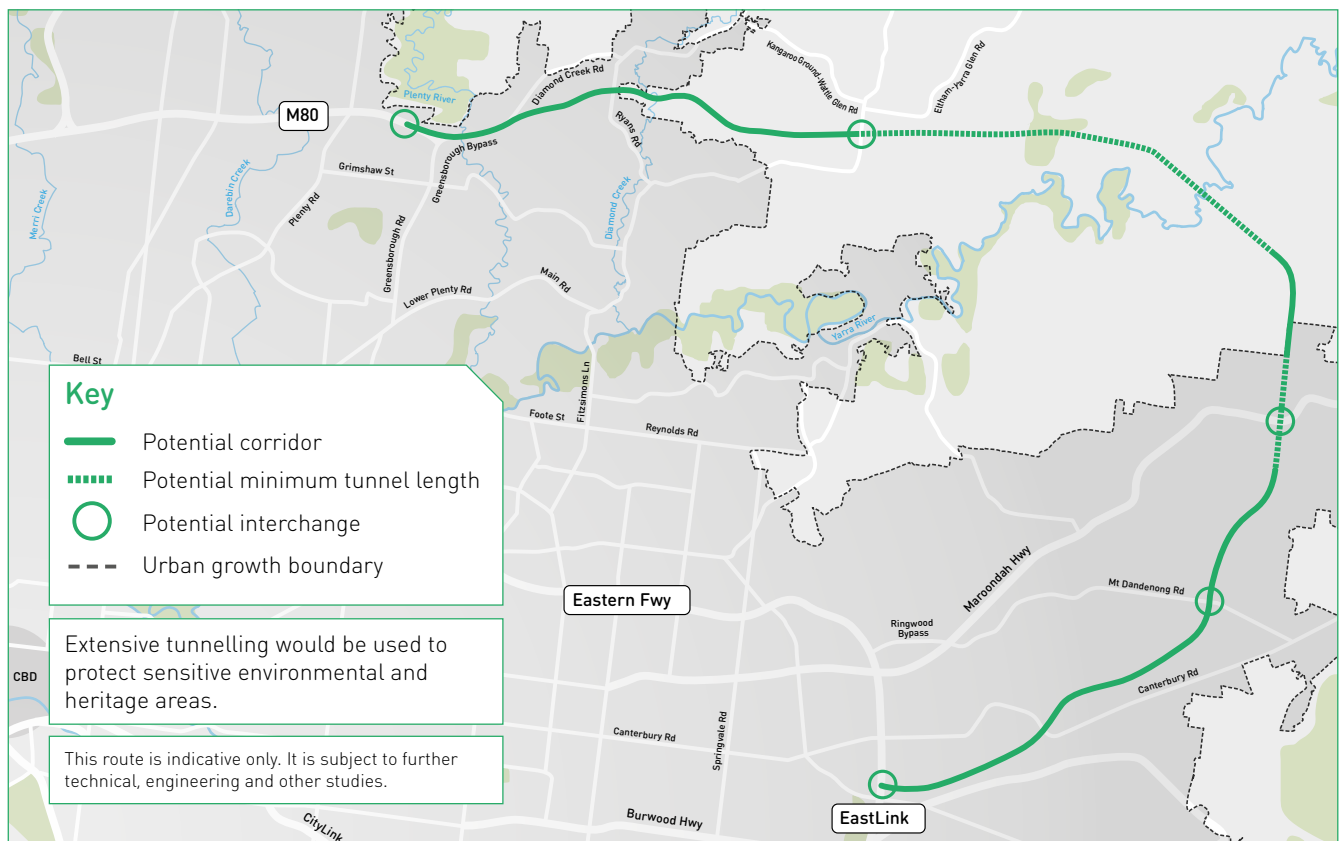 Kangaroo Ground-Wattle Glen Rd
Eltham-Yarra Glen Rd
Diamond Creek Rd
Plenty River
M80
Ryans Rd
Greensborough Bypass
Grimshaw St
Darebin Creek
Merri Creek
Plenty Rd
Diamond Creek
Greensborough Rd
Main Rd
Lower Plenty Rd
Yarra River
Bell St
Fitzsimons Ln
Foote St
Reynolds Rd
Key
Potential corridor
Potential minimum tunnel length
Potential interchange
Urban growth boundary
Maroondah Hwy
Mt Dandenong Rd
Eastern Fwy
Ringwood
Bypass
Extensive tunnelling would be used to
protect sensitive environmental and
heritage areas.
CBD
Canterbury Rd
Canterbury Rd
Springvale Rd
This route is indicative only. It is subject to further
technical, engineering and other studies.
EastLink
Burwood Hwy
CityLink